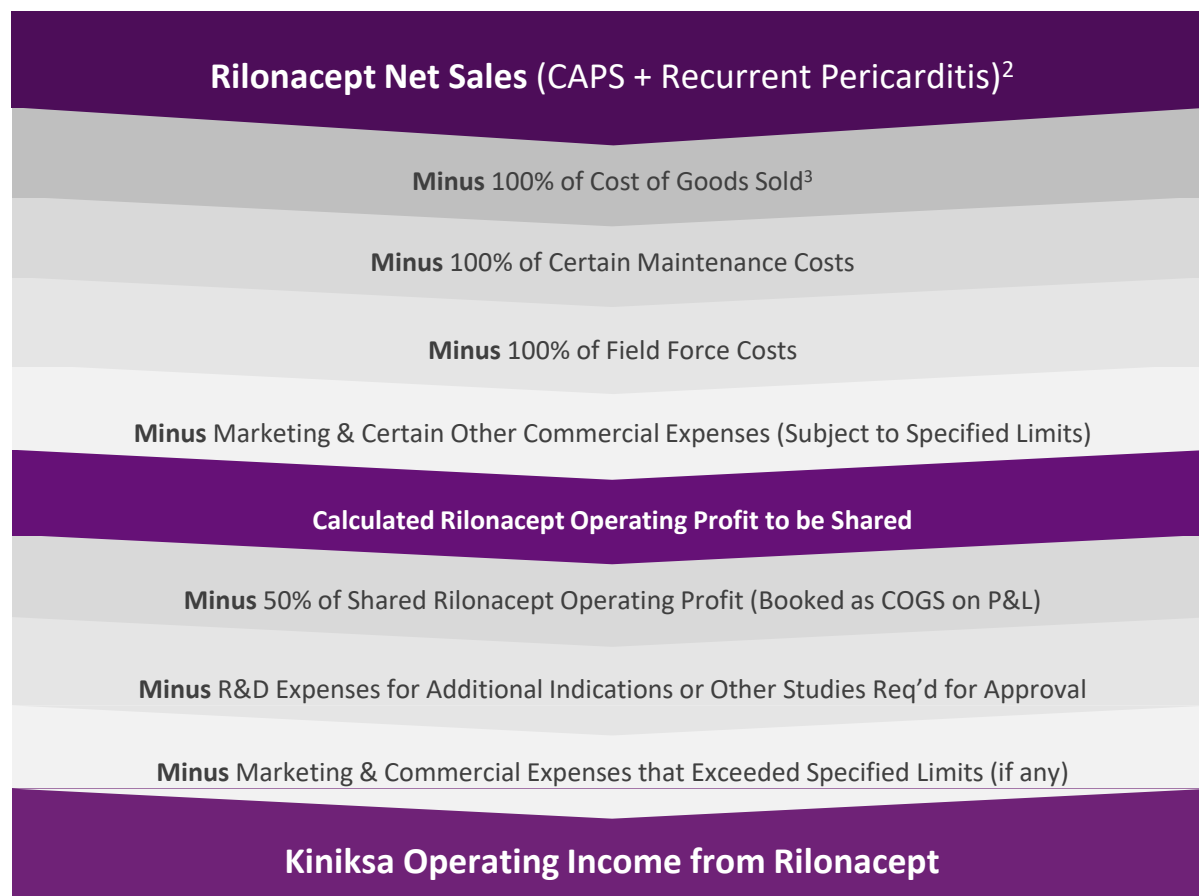 Rilonacept Net Sales (CAPS + Recurrent Pericarditis)²
Minus 100% of Cost of Goods Sold³
Minus 100% of Certain Maintenance Costs
Minus 100% of Field Force Costs
Minus Marketing & Certain Other Commercial Expenses (Subject to Specified Limits)
Calculated Rilonacept Operating Profit to be Shared
Minus 50% of Shared Rilonacept Operating Profit (Booked as COGS on P&L)
Minus R&D Expenses for Additional Indications or Other Studies Req’d for Approval
Minus Marketing & Commercial Expenses that Exceeded Specified Limits (if any)
Kiniksa Operating Income from Rilonacept